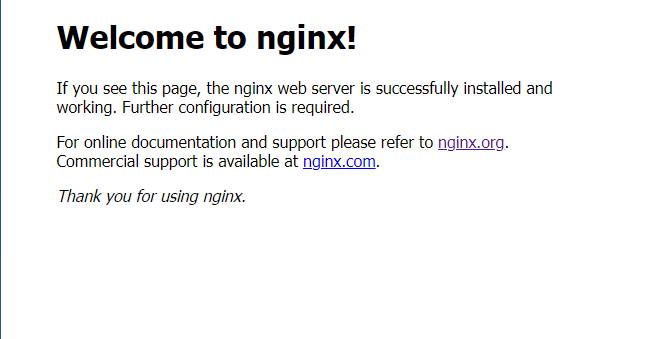 Welcome to nginx!
If you see this page, the nginx web server is successfully installed and
working. Further configuration is required.
For online documentation and support please refer to nginx.org.
Commercial support is available at nginx.com.
Thank you for using nginx.